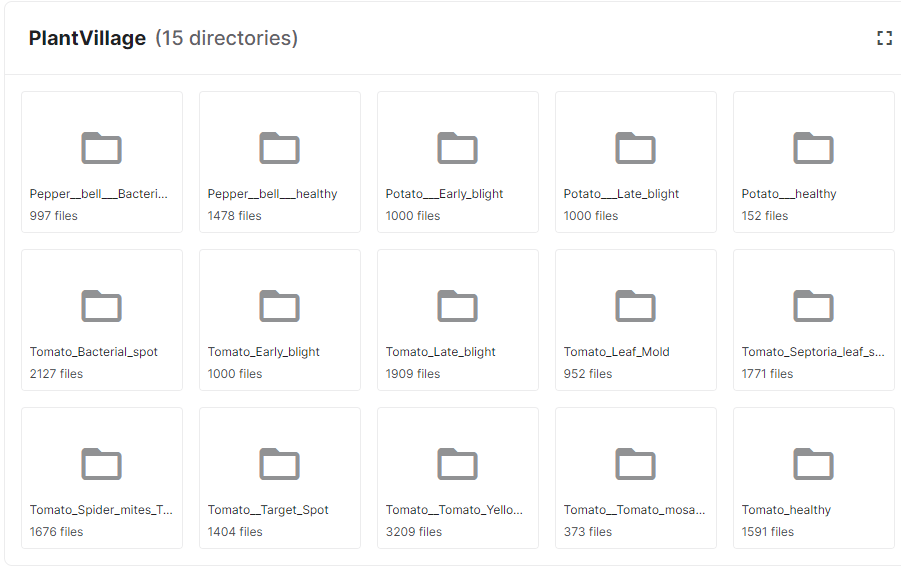 PlantVillage (15 directories)
Pepper__bell___Bacteri...
997 files
Pepper__bell___healthy
1478 files
Potato___Early_blight
1000 files
Potato___Late_blight
1000 files
Potato___healthy
152 files
Tomato_Bacterial_spot
2127 files
Tomato_Early_blight
1000 files
Tomato_Late_blight
1909 files
Tomato_Leaf_Mold
952 files
Tomato_Septoria_leaf_s...
1771 files
Tomato_Spider_mites_T...
1676 files
Tomato__Target_Spot
1404 files
Tomato__Tomato_Yello...
3209 files
Tomato__Tomato_mosa...
373 files
Tomato_healthy
1591 files